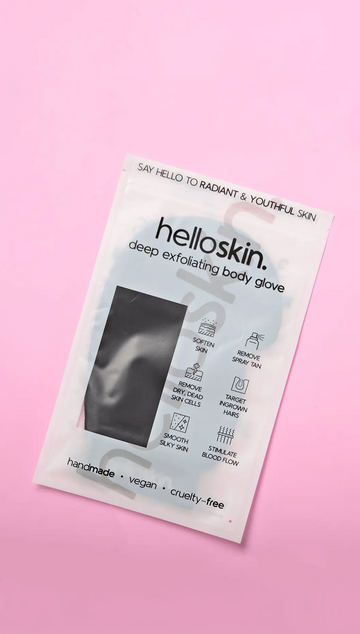 SAY HELLO TO RADIANT & YOUTHFUL SKIN
helloskin.
deep exfoliating body glove
SOFTEN
SKIN
REMOVE
SPRAY TAN
REMOVE
DRY, DEAD
SKIN CELLS
TARGET
INGROWN
HAIRS
SMOOTH
SILKY SKIN
STIMULATE
BLOOD FLOW
handmade • vegan • cruelty-free
helloskin